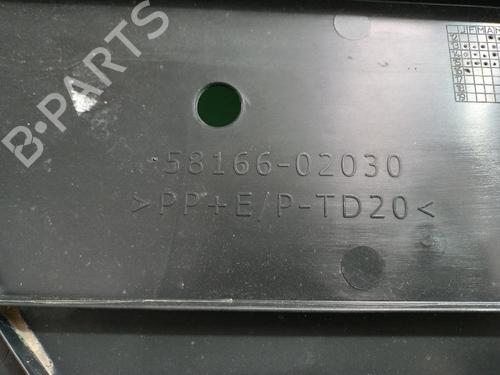 B-PARTS
J F M A M
58166-02030
>PP+E/P-TD20<